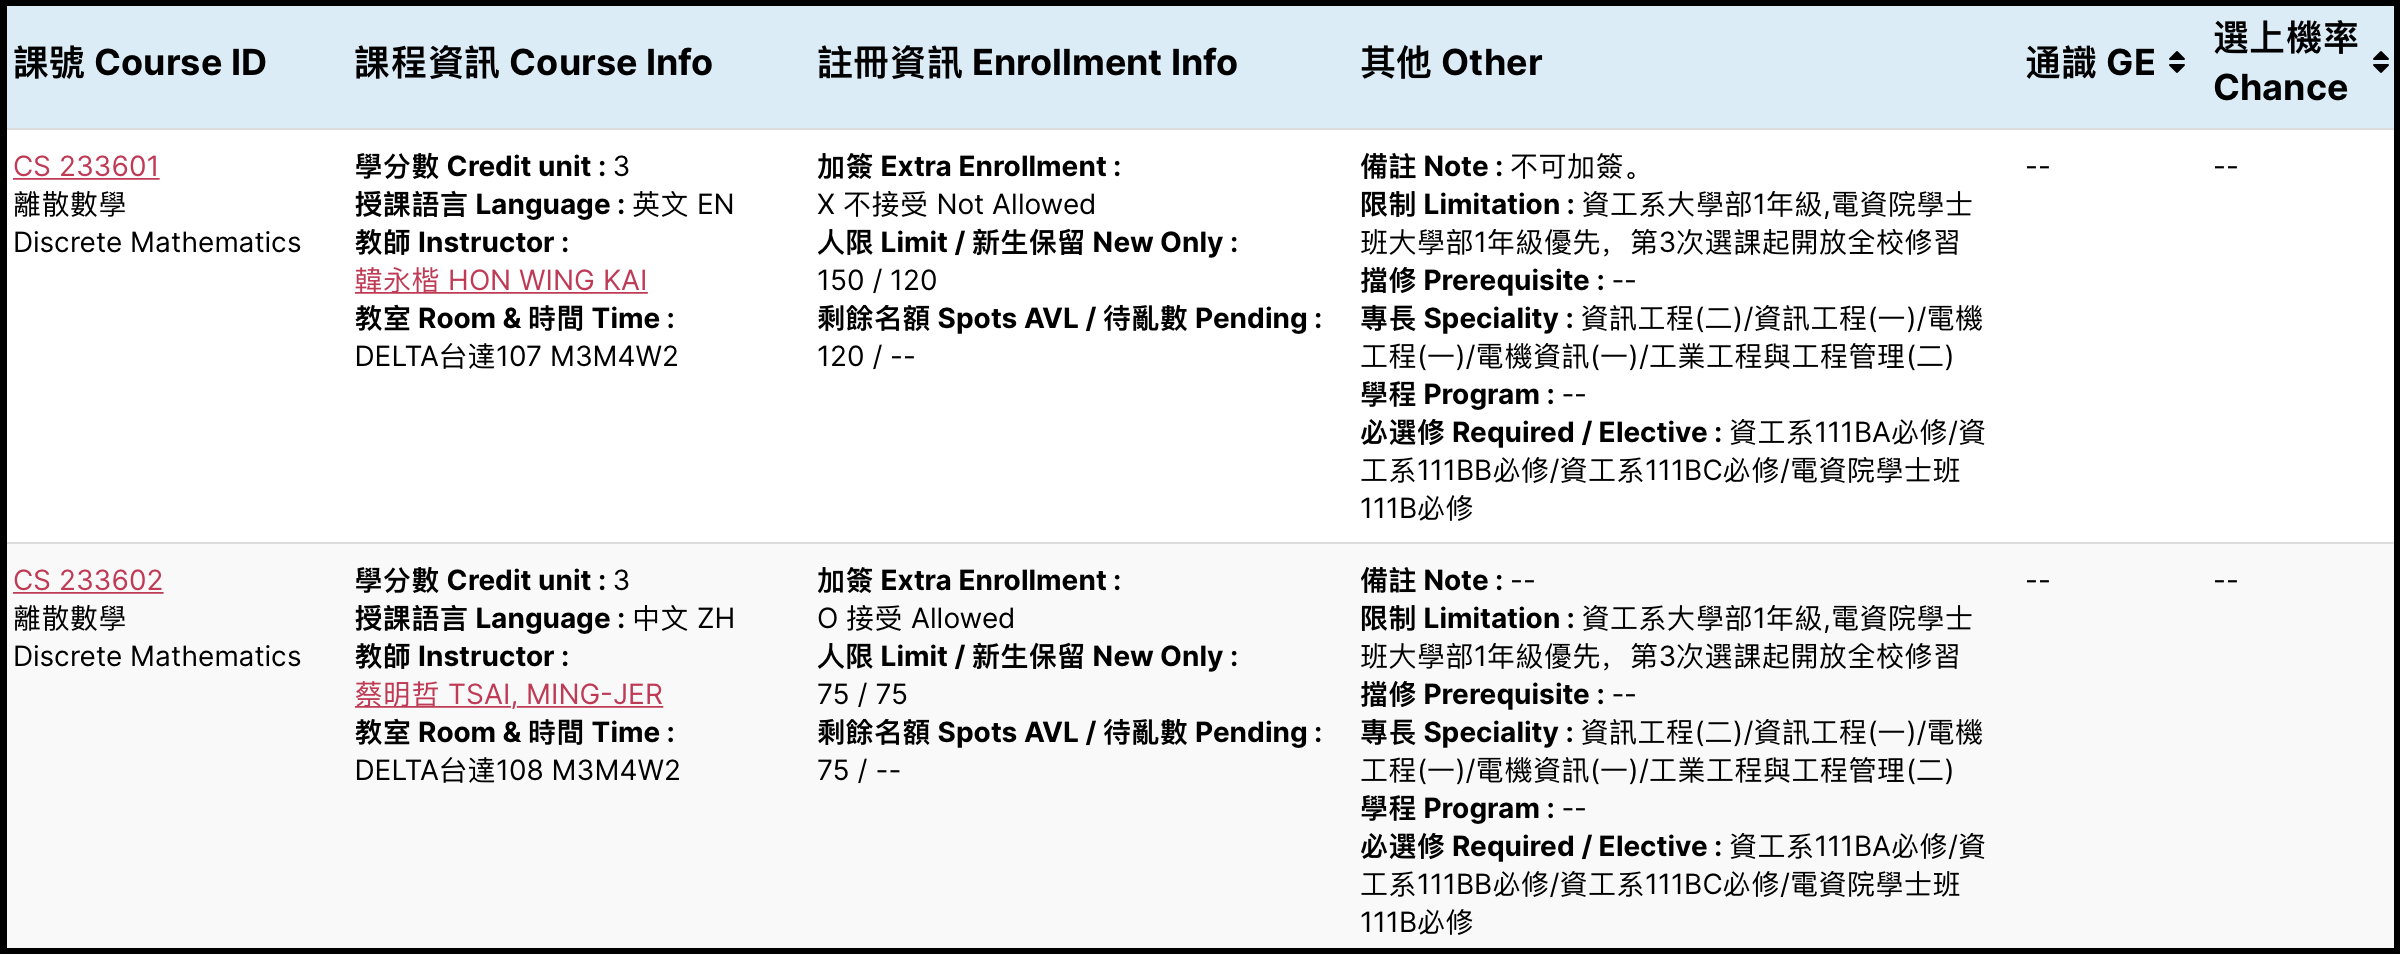 課號 Course ID
課程資訊 Course Info
註冊資訊 Enrollment Info
其他 Other
通識 GE
選上機率
Chance
CS 233601
離散數學
Discrete Mathematics
學分數 Credit unit : 3
授課語言 Language : 英文 EN
教師 Instructor :
韓永楷 HON WING KAI
教室 Room & 時間 Time :
DELTA台達107 M3M4W2
加簽 Extra Enrollment :
X 不接受 Not Allowed
人限 Limit / 新生保留 New Only :
150 / 120
剩餘名額 Spots AVL / 待亂數 Pending :
120 / --
備註 Note : 不可加簽。
限制 Limitation : 資工系大學部1年級,電資院學士
班大學部1年級優先，第3次選課起開放全校修習
擋修 Prerequisite : --
專長 Speciality : 資訊工程(二)/資訊工程(一)/電機
工程(一)/電機資訊(一)/工業工程與工程管理(二)
學程 Program : --
必選修 Required / Elective : 資工系111BA必修/資
工系111BB必修/資工系111BC必修/電資院學士班
111B必修
--
--
CS 233602
離散數學
Discrete Mathematics
學分數 Credit unit : 3
授課語言 Language : 中文 ZH
教師 Instructor :
蔡明哲 TSAI, MING-JER
教室 Room & 時間 Time :
DELTA台達108 M3M4W2
加簽 Extra Enrollment :
O 接受 Allowed
人限 Limit / 新生保留 New Only :
75 / 75
剩餘名額 Spots AVL / 待亂數 Pending :
75 / --
備註 Note : --
限制 Limitation : 資工系大學部1年級,電資院學士
班大學部1年級優先，第3次選課起開放全校修習
擋修 Prerequisite : --
專長 Speciality : 資訊工程(二)/資訊工程(一)/電機
工程(一)/電機資訊(一)/工業工程與工程管理(二)
學程 Program : --
必選修 Required / Elective : 資工系111BA必修/資
工系111BB必修/資工系111BC必修/電資院學士班
111B必修
--
--